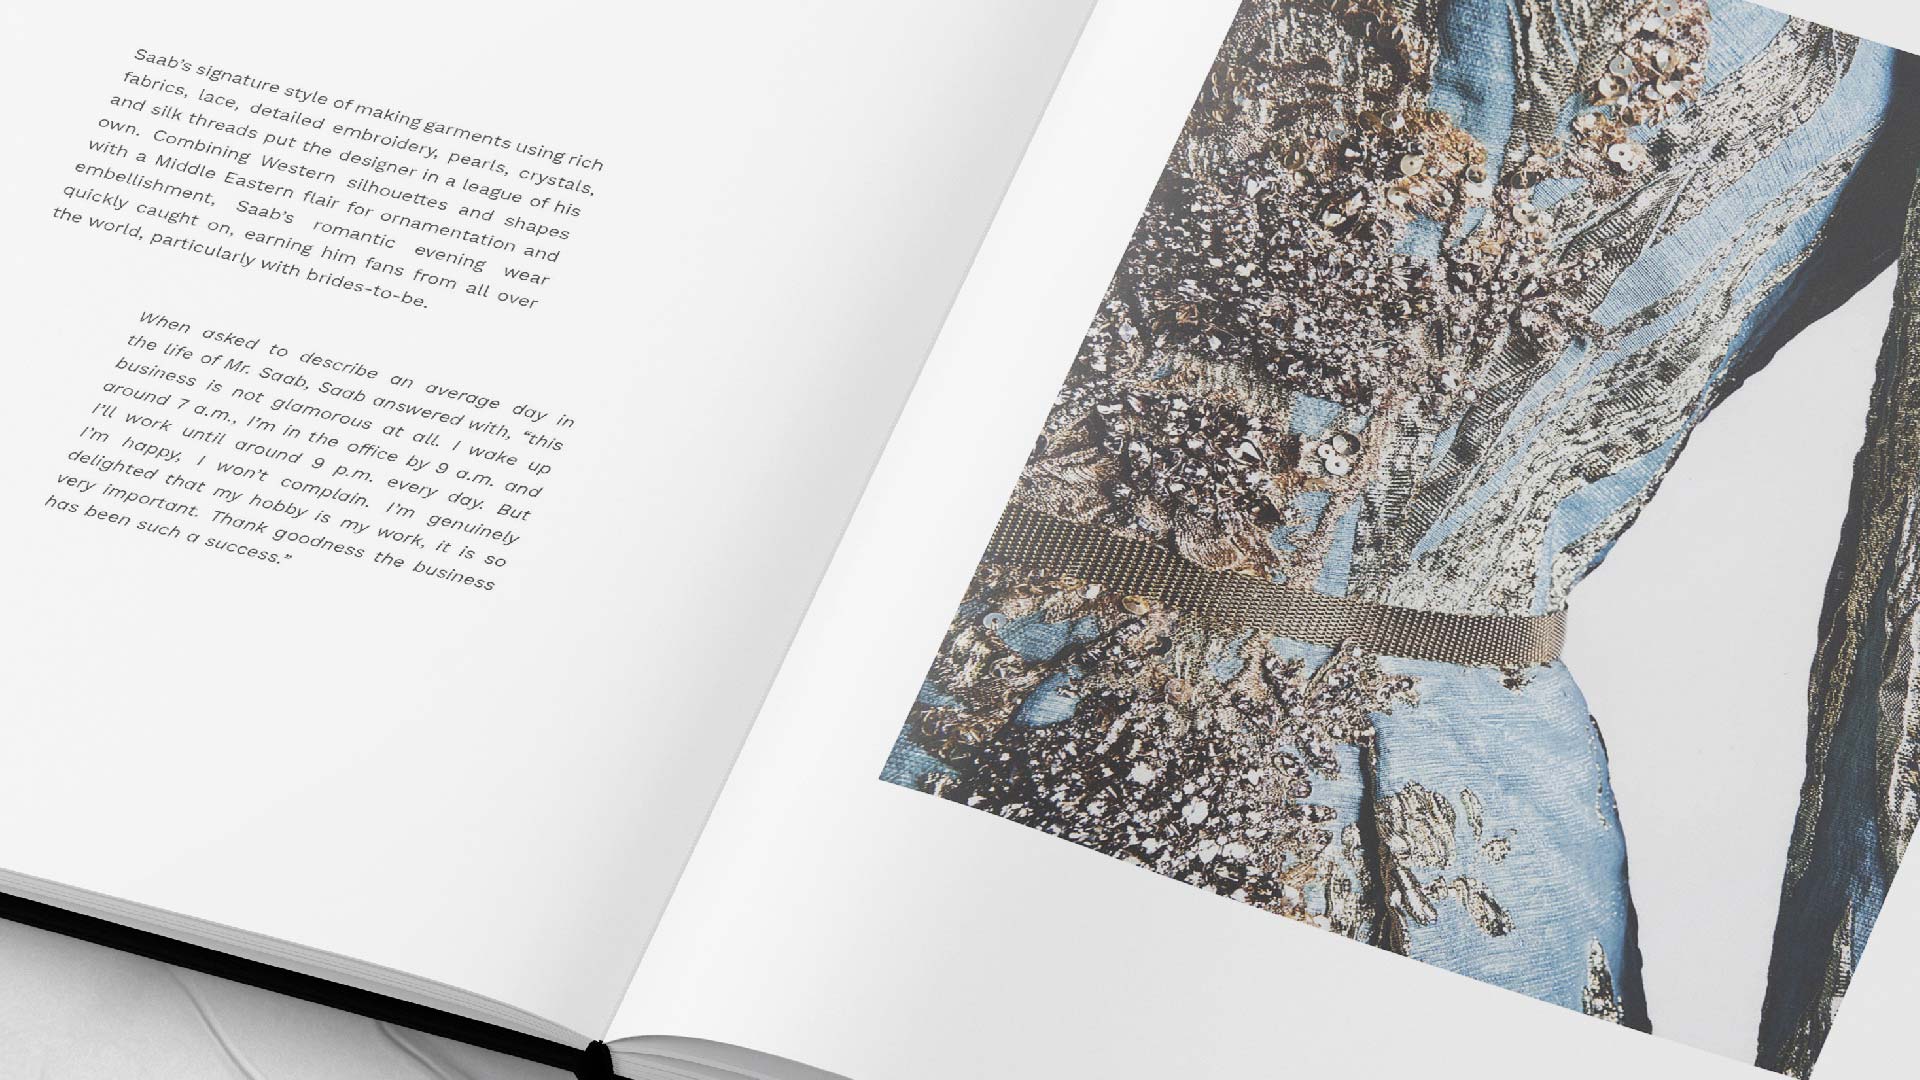 Saab's signature style of making garments using rich
fabrics, lace, detailed embroidery, pearls, crystals,
and silk threads put the designer in a league of his
own. Combining Western silhouettes and shapes
with a Middle Eastern flair for ornamentation and
embellishment, Saab's romantic evening wear
quickly caught on, earning him fans from all over
the world, particularly with brides-to-be.
When asked to describe an average day in
the life of Mr. Saab, Saab answered with, “this
business is not glamorous at all. I wake up
around 7 a.m., I'm in the office by 9 a.m. and
I'll work until around 9 p.m. every day. But
I'm happy. I won't complain. I'm genuinely
delighted that my hobby is my work, it is so
very important. Thank goodness the business
has been such a success.”